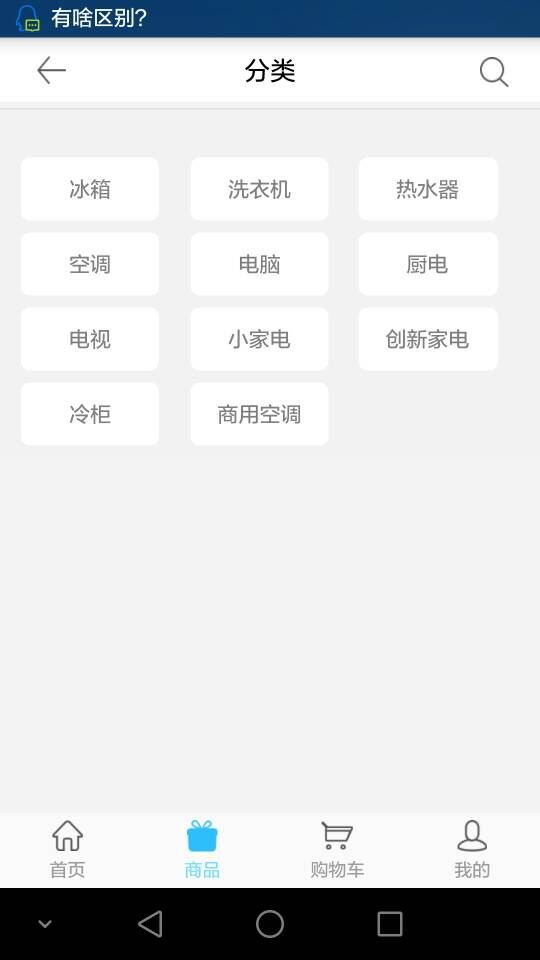 有啥区别?
分类
冰箱 洗衣机 热水器
空调 电脑 厨电
电视 小家电 创新家电
冷柜 商用空调
首页 商品 购物车 我的